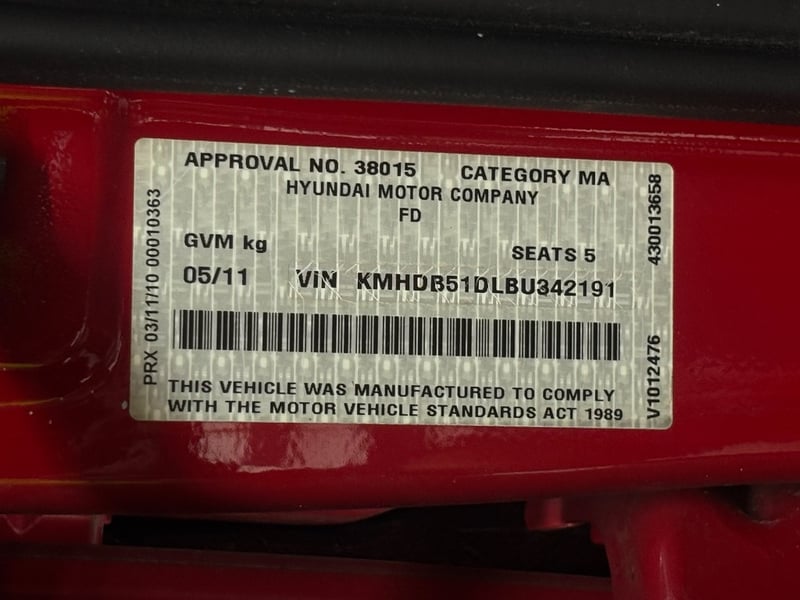 APPROVAL NO. 38015 CATEGORY MA
HYUNDAI MOTOR COMPANY
FD
GVM kg SEATS 5
05/11 VIN KMHDB51DLBU342191
THIS VEHICLE WAS MANUFACTURED TO COMPLY
WITH THE MOTOR VEHICLE STANDARDS ACT 1989
PRX 03/11/10 00010363
430013658
V1012476